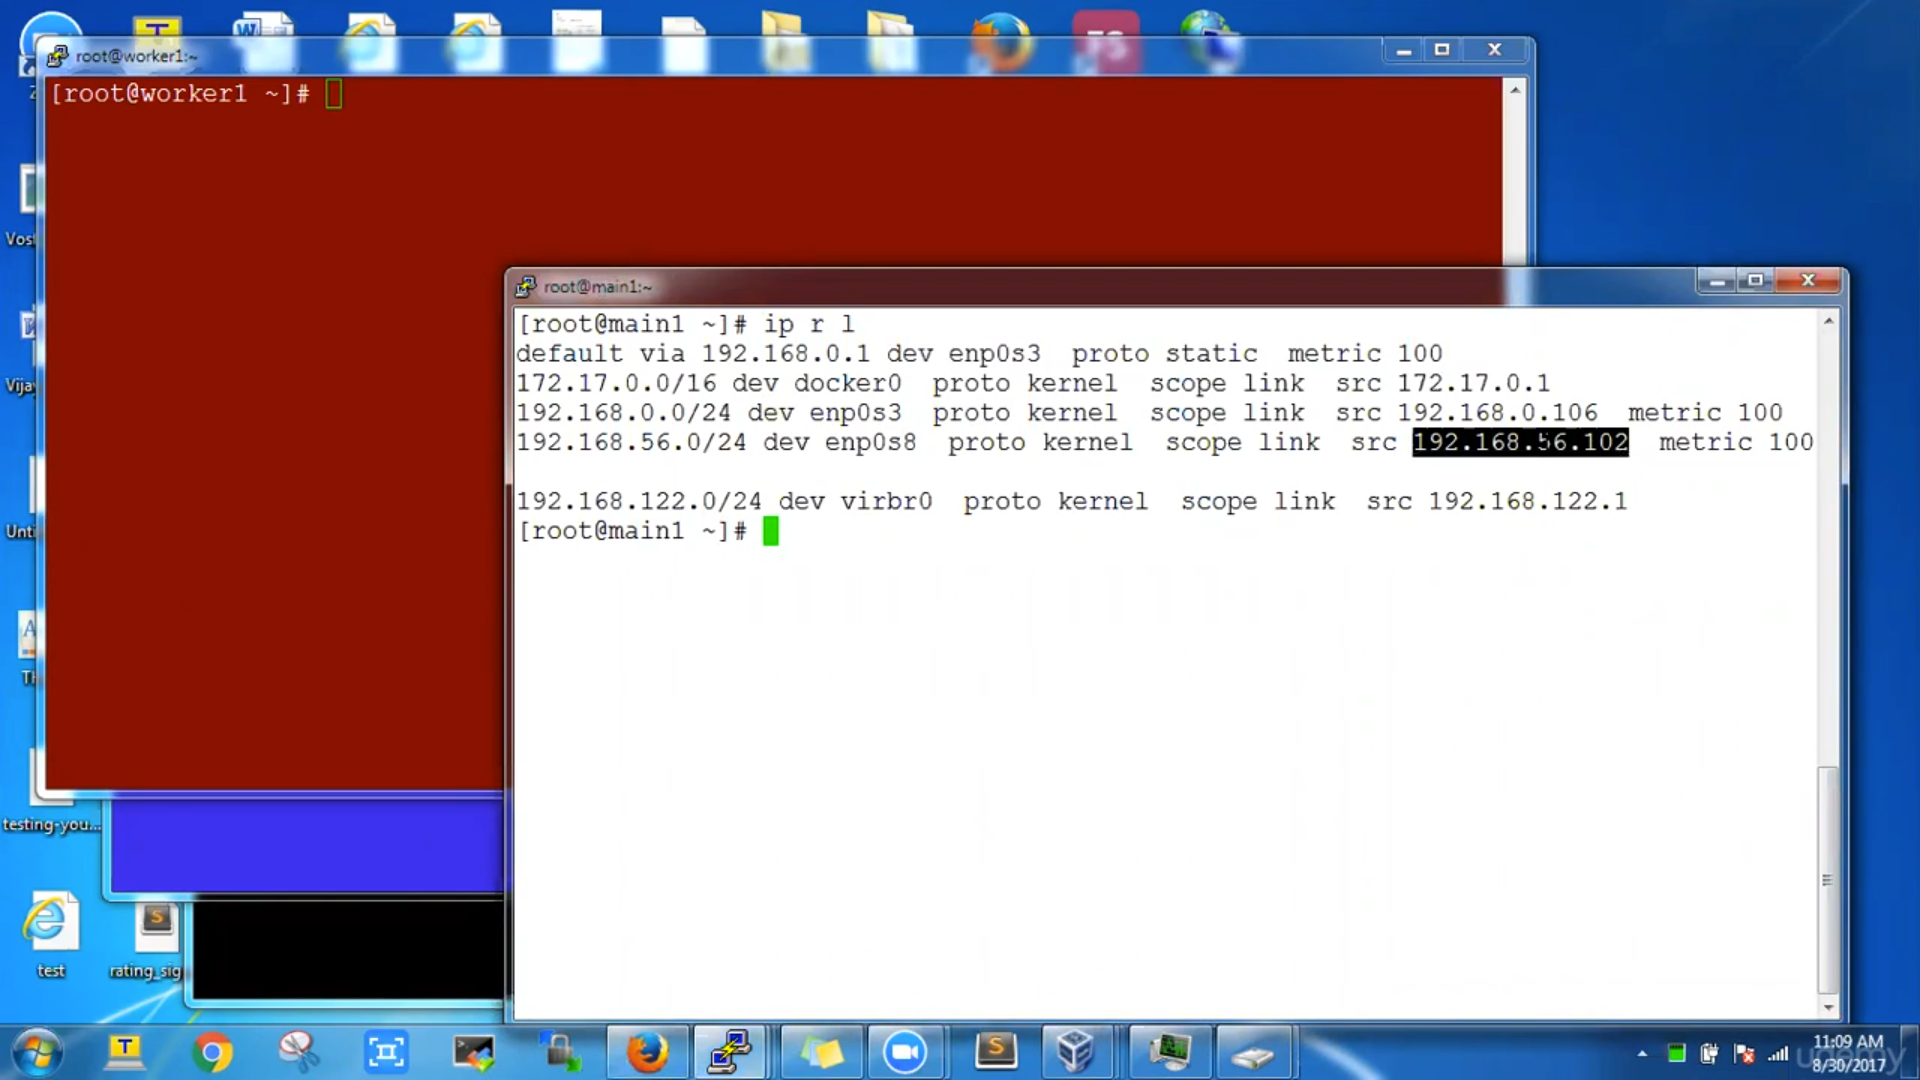 root@worker1:~
[root@worker1 ~]#
root@main1:~
[root@main1 ~]# ip r l
default via 192.168.0.1 dev enp0s3  proto static  metric 100
172.17.0.0/16 dev docker0  proto kernel  scope link  src 172.17.0.1
192.168.0.0/24 dev enp0s3  proto kernel  scope link  src 192.168.0.106  metric 100
192.168.56.0/24 dev enp0s8  proto kernel  scope link  src 192.168.56.102  metric 100
192.168.122.0/24 dev virbr0  proto kernel  scope link  src 192.168.122.1
[root@main1 ~]#
Vost
Vijay
Unti
testing-you...
test
rating_sig
11:09 AM
8/30/2017
udemy